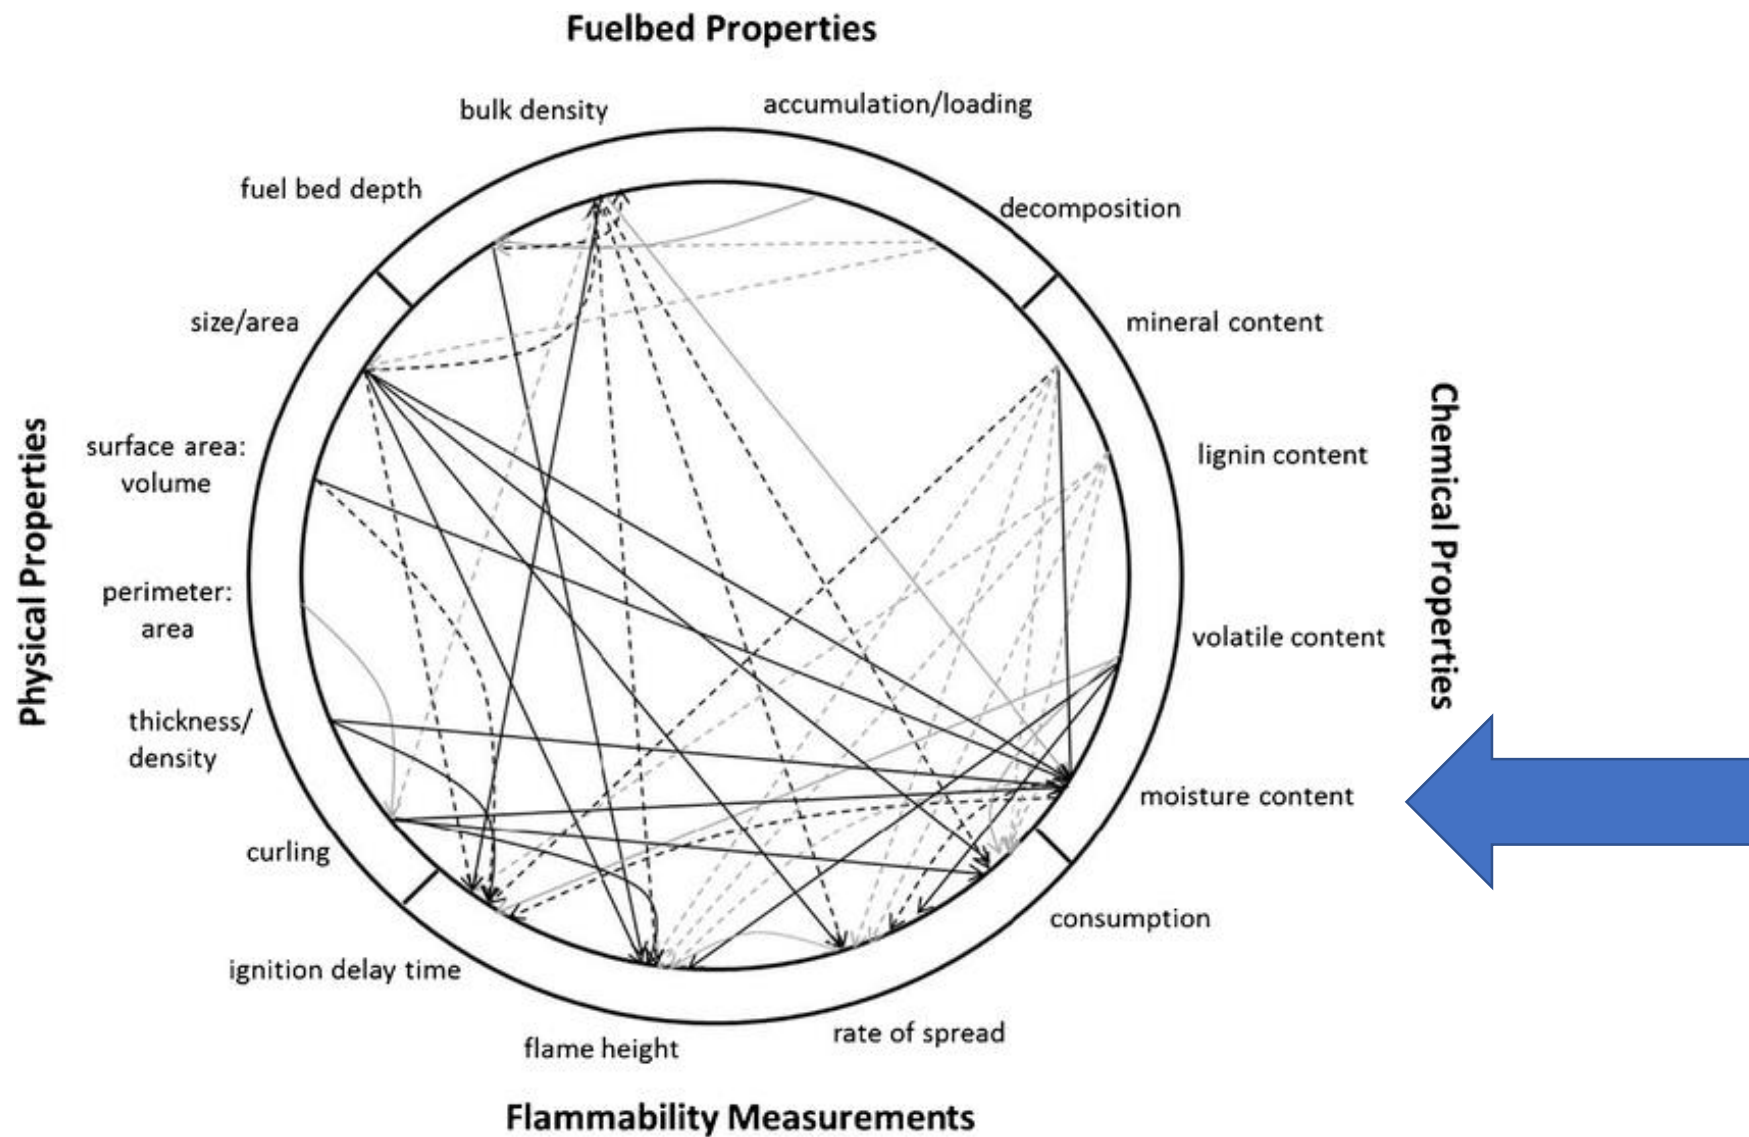 Fuelbed Properties
bulk density
accumulation/loading
fuel bed depth
decomposition
size/area
mineral content
surface area:
volume
lignin content
Physical Properties
Chemical Properties
perimeter:
area
volatile content
thickness/
density
moisture content
curling
consumption
ignition delay time
rate of spread
flame height
Flammability Measurements